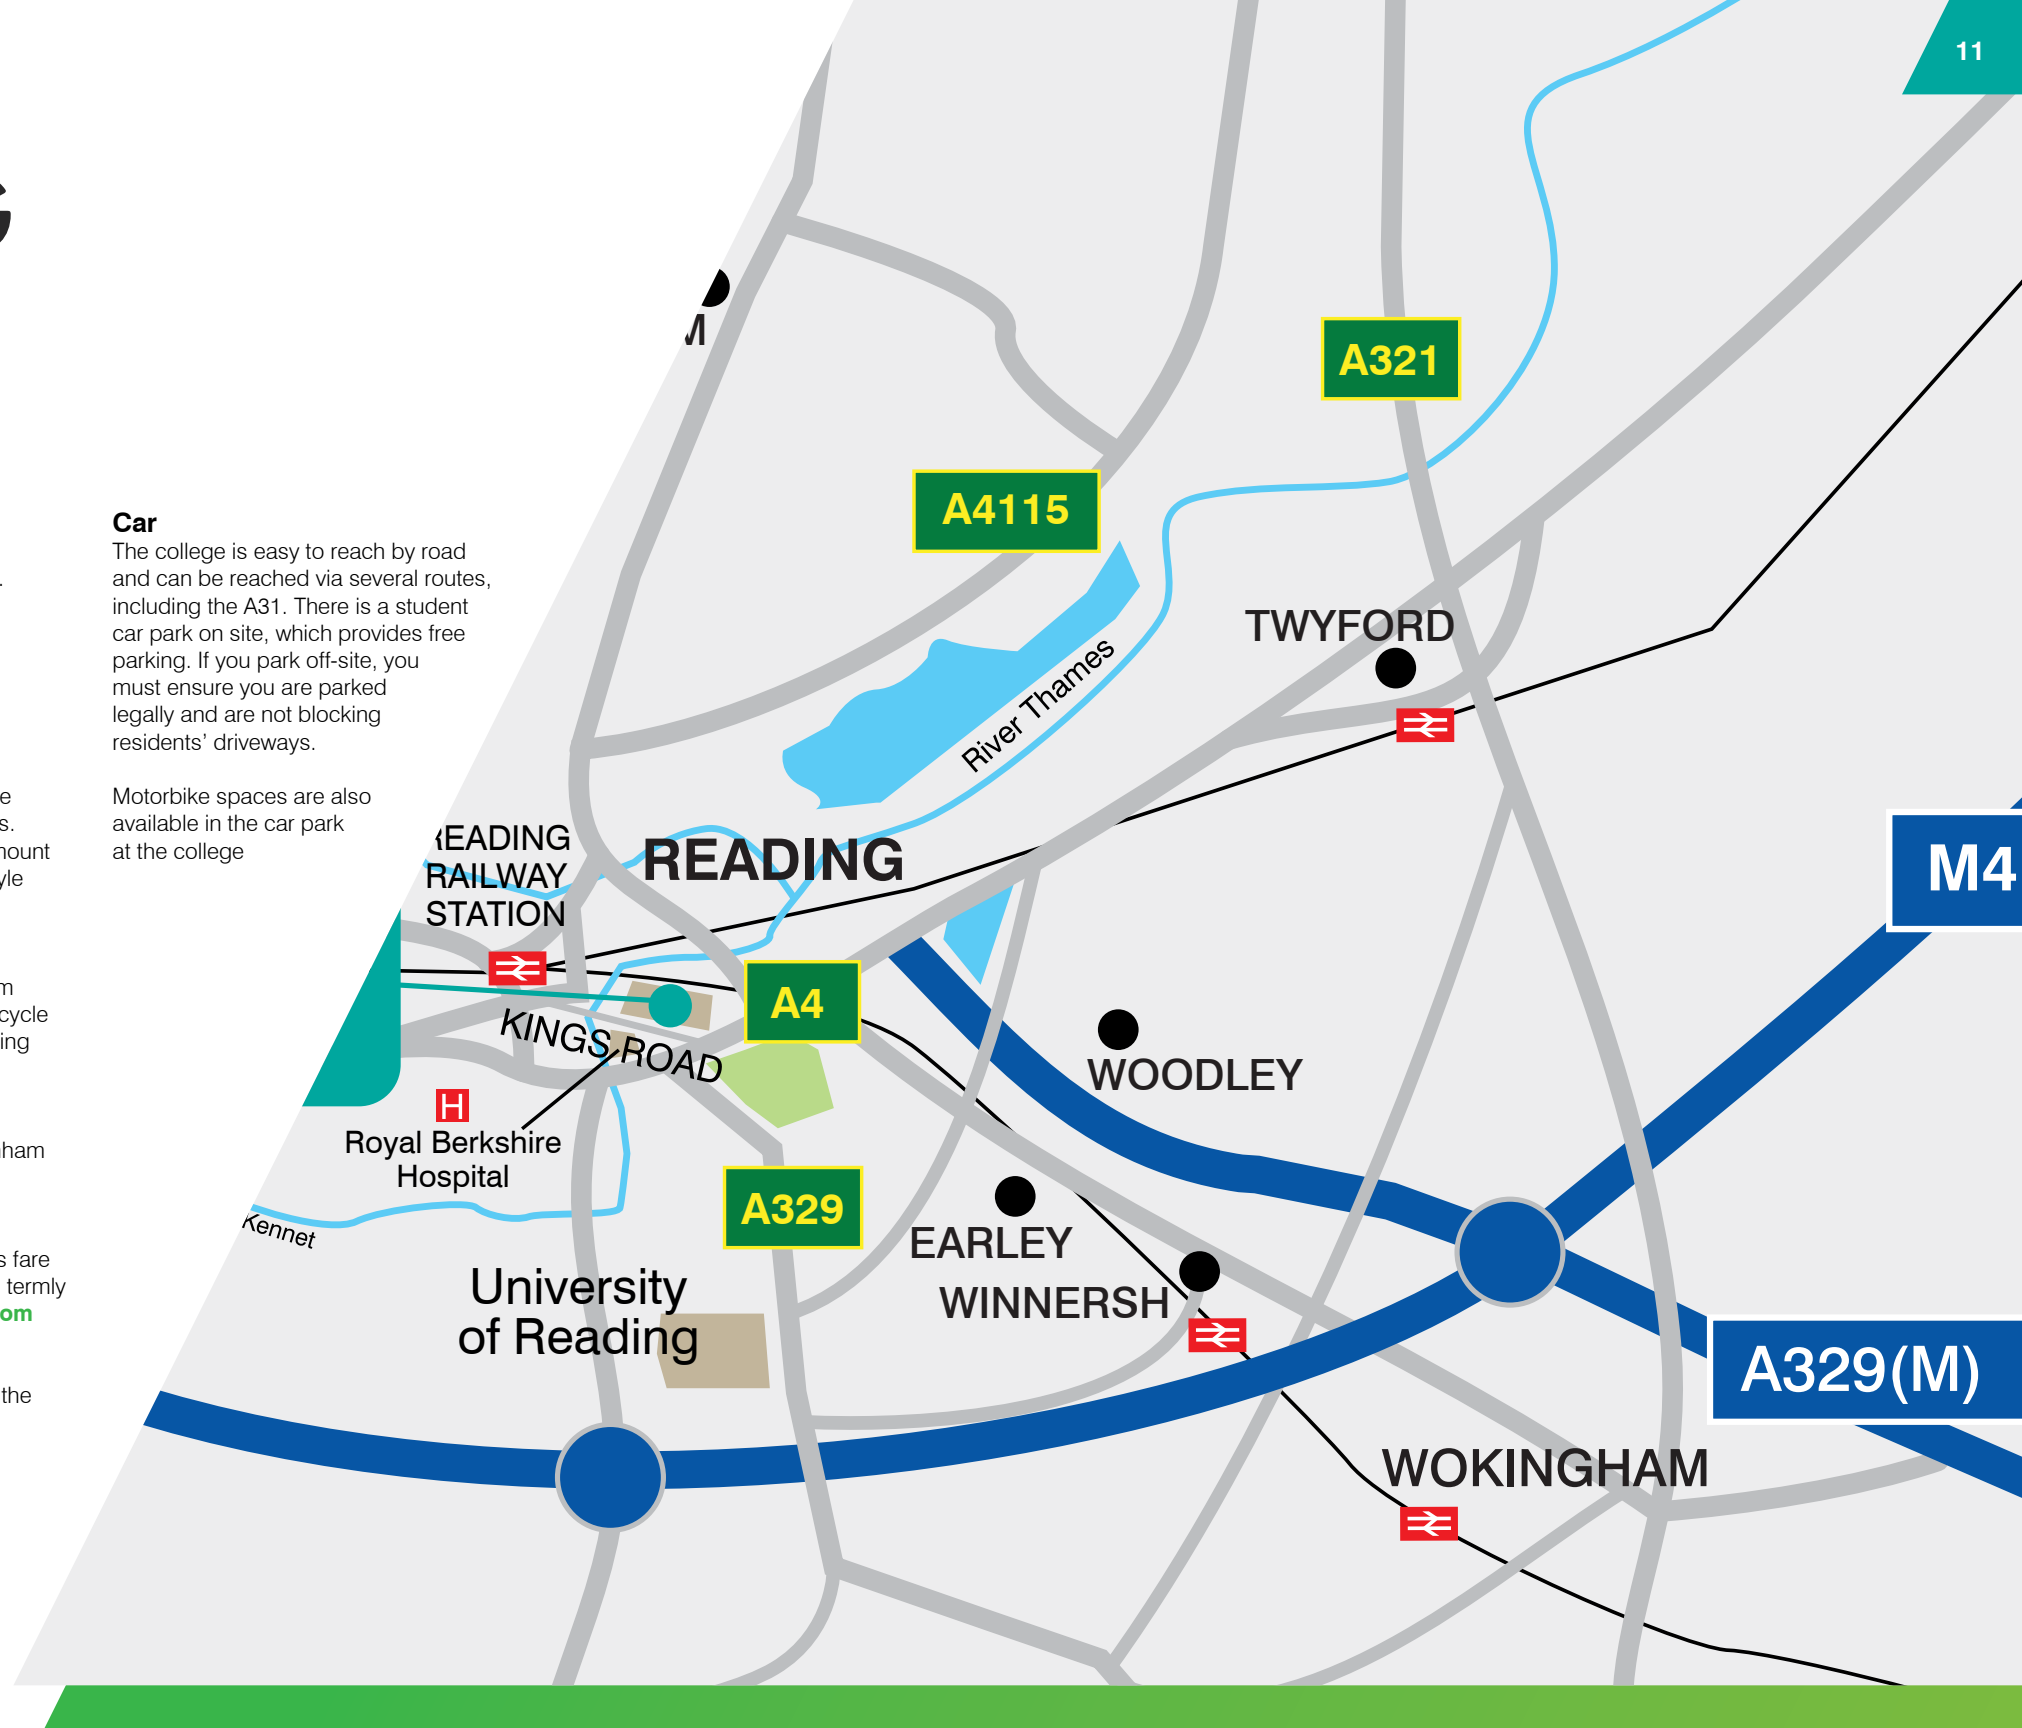 11
Car
The college is easy to reach by road
and can be reached via several routes,
including the A31. There is a student
car park on site, which provides free
parking. If you park off-site, you
must ensure you are parked
legally and are not blocking
residents’ driveways.
Motorbike spaces are also
available in the car park
at the college
A321
A4115
TWYFORD
River Thames
READING
RAILWAY
STATION
READING
M4
A4
KINGS ROAD
WOODLEY
H
Royal Berkshire
Hospital
A329
Kennet
EARLEY
WINNERSH
University
of Reading
A329(M)
WOKINGHAM
cycle
s fare
termly
the